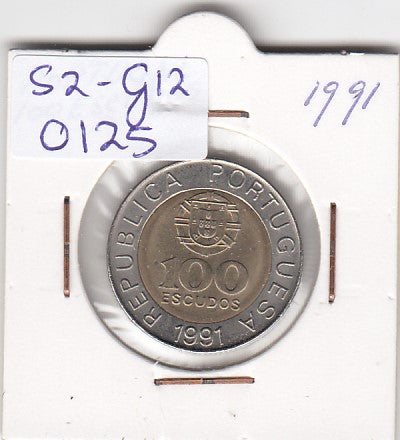 S2-G12
0125
1991
REPUBLICA PORTUGUESA
100
ESCUDOS
1991